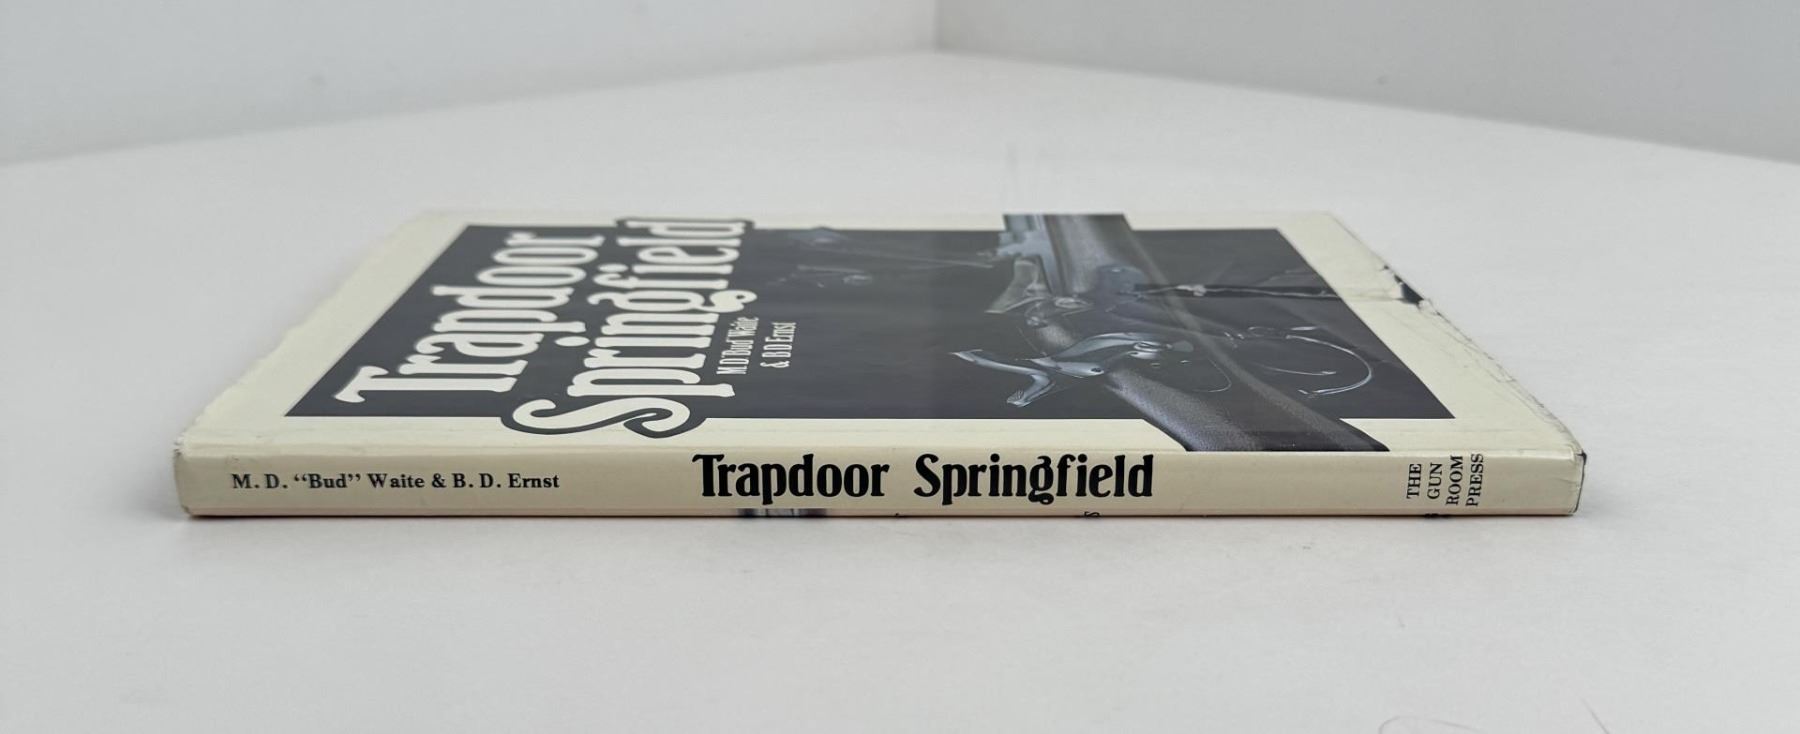 Trapdoor
Springfield
M.D."Bud" Waite
& B.D.Ernst
M. D. “Bud” Waite & B. D. Ernst
Trapdoor Springfield
THE
GUN
ROOM
PRESS